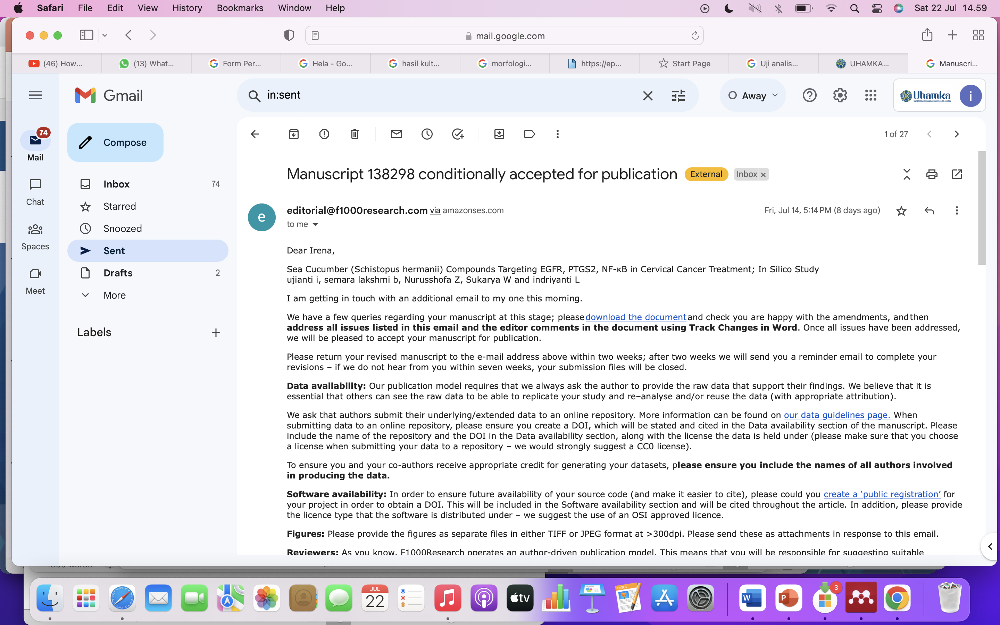 Safari File Edit View History Bookmarks Window Help Sat 22 Jul 14.59
mail.google.com
(46) How... (13) What... Form Per... Hela - Go... hasil kult... morfologi... https://ep... Start Page Uji analis... UHAMKA... Manuscri...
Gmail in:sent Away Uhamka i
74
Mail
Chat
Spaces
Meet
Compose
Inbox 74
Starred
Snoozed
Sent
Drafts 2
More
Labels
1 of 27
Manuscript 138298 conditionally accepted for publication External Inbox ×
e
editorial@f1000research.com via amazonses.com Fri, Jul 14, 5:14 PM (8 days ago)
to me
Dear Irena,
Sea Cucumber (Schistopus hermanii) Compounds Targeting EGFR, PTGS2, NF-κB in Cervical Cancer Treatment; In Silico Study
ujianti i, semara lakshmi b, Nurusshofa Z, Sukarya W and indriyanti L
I am getting in touch with an additional email to my one this morning.
We have a few queries regarding your manuscript at this stage; please download the document and check you are happy with the amendments, and then
address all issues listed in this email and the editor comments in the document using Track Changes in Word. Once all issues have been addressed,
we will be pleased to accept your manuscript for publication.
Please return your revised manuscript to the e-mail address above within two weeks; after two weeks we will send you a reminder email to complete your
revisions – if we do not hear from you within seven weeks, your submission files will be closed.
Data availability: Our publication model requires that we always ask the author to provide the raw data that support their findings. We believe that it is
essential that others can see the raw data to be able to replicate your study and re-analyse and/or reuse the data (with appropriate attribution).
We ask that authors submit their underlying/extended data to an online repository. More information can be found on our data guidelines page. When
submitting data to an online repository, please ensure you create a DOI, which will be stated and cited in the Data availability section of the manuscript. Please
include the name of the repository and the DOI in the Data availability section, along with the license the data is held under (please make sure that you choose
a license when submitting your data to a repository – we would strongly suggest a CC0 license).
To ensure you and your co-authors receive appropriate credit for generating your datasets, please ensure you include the names of all authors involved
in producing the data.
Software availability: In order to ensure future availability of your source code (and make it easier to cite), please could you create a ‘public registration’ for
your project in order to obtain a DOI. This will be included in the Software availability section and will be cited throughout the article. In addition, please provide
the licence type that the software is distributed under – we suggest the use of an OSI approved licence.
Figures: Please provide the figures as separate files in either TIFF or JPEG format at >300dpi. Please send these as attachments in response to this email.
Reviewers: As you know, F1000Research operates an author-driven publication model. This means that you will be responsible for suggesting suitable
JUL
22
tv
PAGES
W
P
3